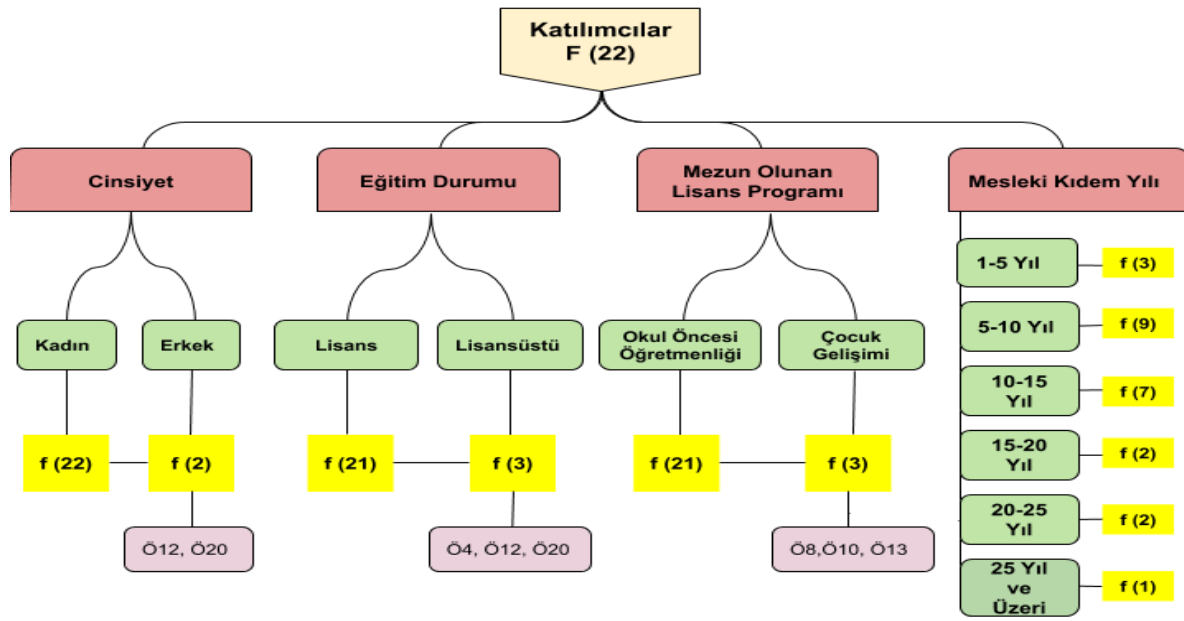 Katılımcılar
F (22)
Cinsiyet
Eğitim Durumu
Mezun Olunan
Lisans Programı
Mesleki Kıdem Yılı
Kadın
Erkek
Lisans
Lisansüstü
Okul Öncesi
Öğretmenliği
Çocuk
Gelişimi
f (22)
f (2)
f (21)
f (3)
f (21)
f (3)
Ö12, Ö20
Ö4, Ö12, Ö20
Ö8,Ö10, Ö13
1-5 Yıl
f (3)
5-10 Yıl
f (9)
10-15
Yıl
f (7)
15-20
Yıl
f (2)
20-25
Yıl
f (2)
25 Yıl
ve
Üzeri
f (1)